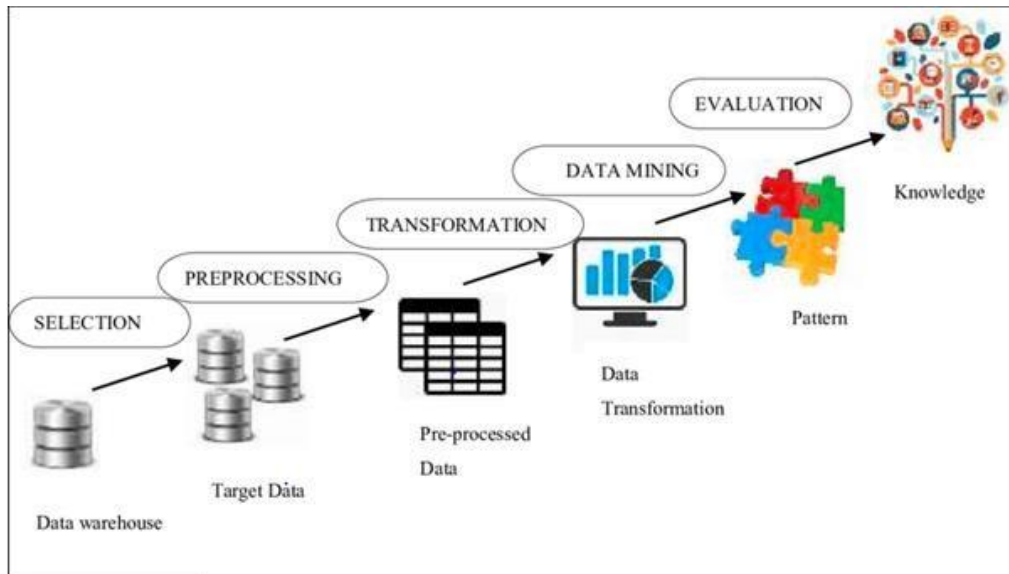 EVALUATION
DATA MINING
Knowledge
TRANSFORMATION
PREPROCESSING
Pattern
SELECTION
Data
Transformation
Pre-processed
Data
Target Data
Data warehouse